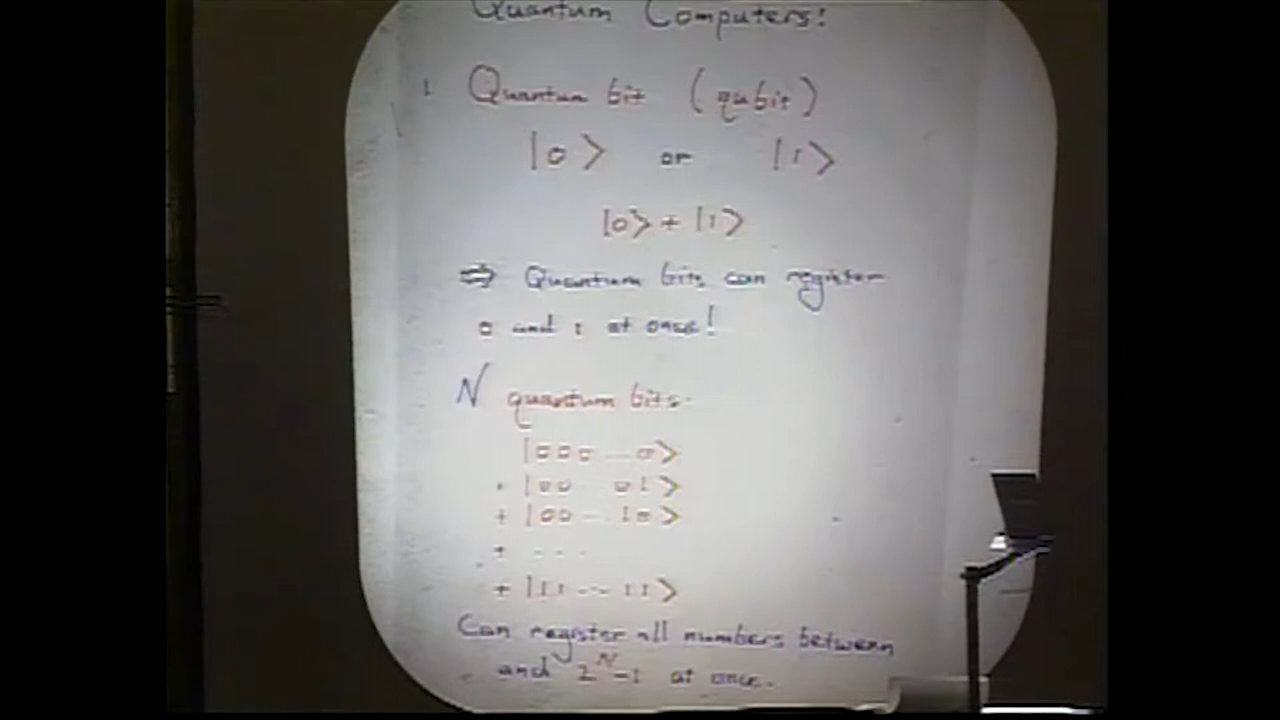 Quantum Computers!
Quantum bit (qubit)
|0> or |1>
|0> + |1>
⇒ Quantum bits can register
0 and 1 at once!
N quantum bits:
|000 ... 0>
+ |00 ... 01>
+ |00 ... 10>
+ ...
+ |11 ... 11>
Can register all numbers between
and 2^N -1 at once.